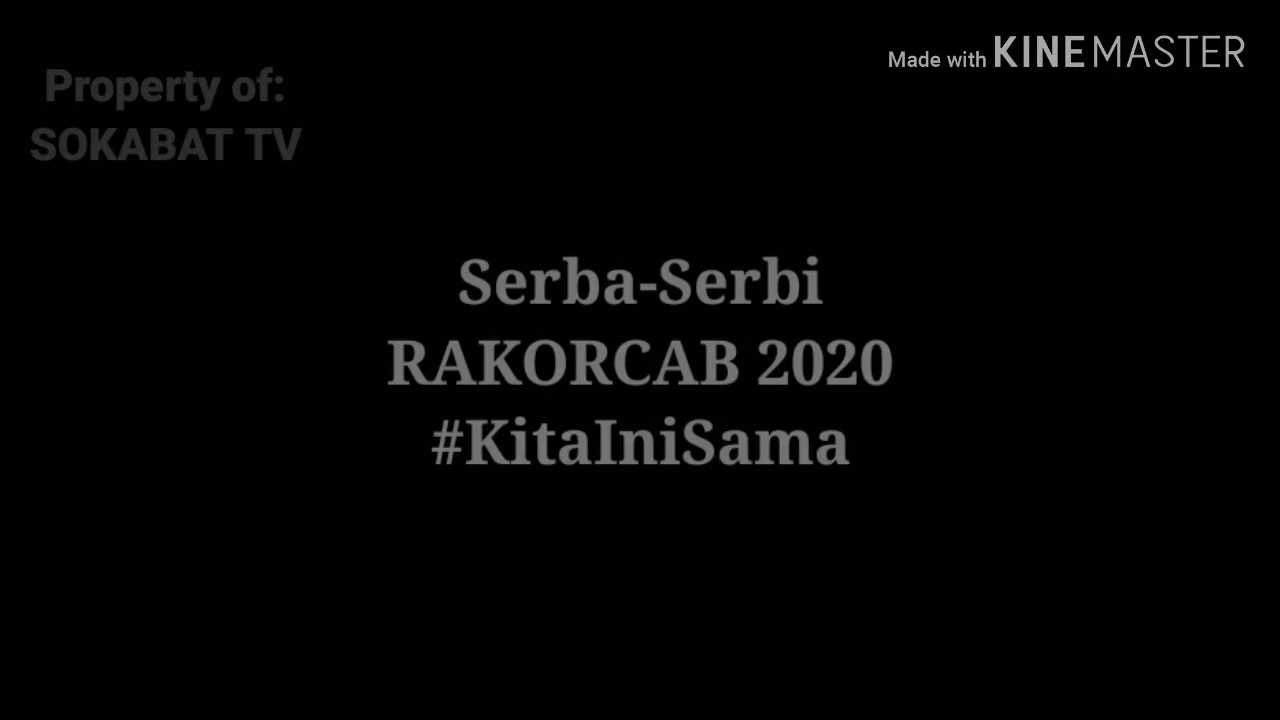 Property of:
SOKABAT TV
Made with KINEMASTER
Serba-Serbi
RAKORCAB 2020
#KitaIniSama